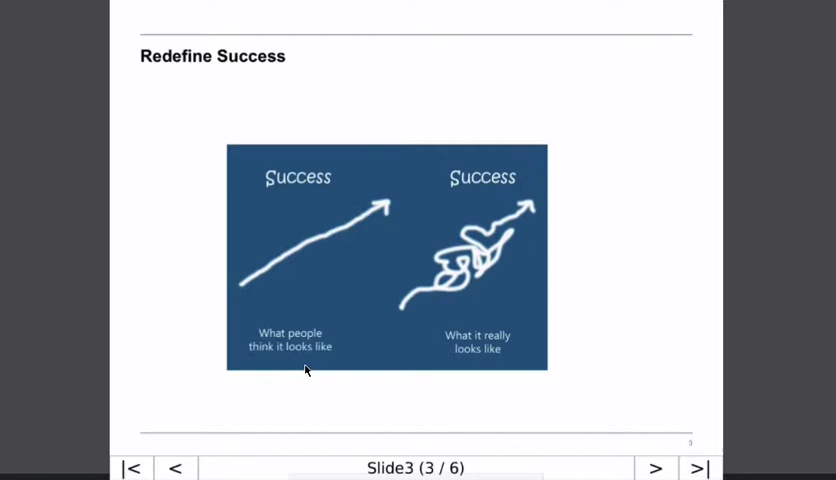 Redefine Success
Success
Success
What people
think it looks like
What it really
looks like
3
|< < Slide3 (3 / 6) > >|